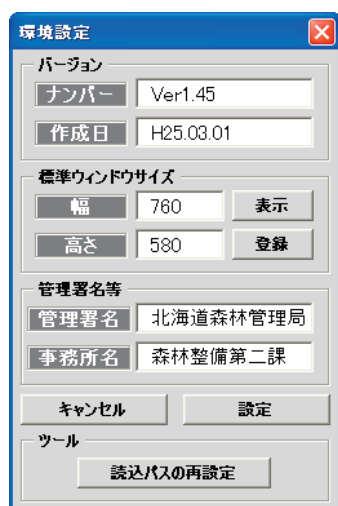 環境設定
バージョン
ナンバー Ver1.45
作成日 H25.03.01
標準ウィンドウサイズ
幅 760 表示
高さ 580 登録
管理署名等
管理署名 北海道森林管理局
事務所名 森林整備第二課
キャンセル 設定
ツール
読込パスの再設定